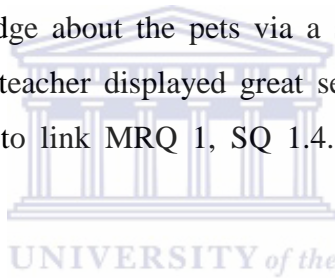 dge about the pets via a
teacher displayed great se
to link MRQ 1, SQ 1.4.
UNIVERSITY of the